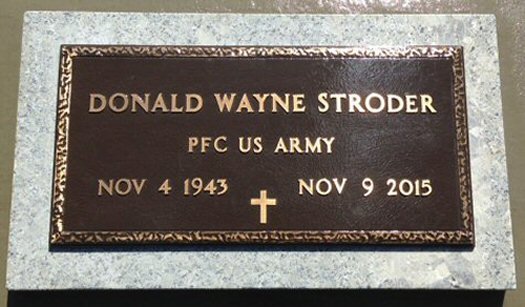 DONALD WAYNE STRODER
PFC US ARMY
NOV 4 1943 NOV 9 2015